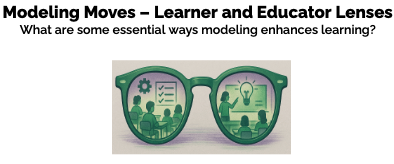 Modeling Moves – Learner and Educator Lenses
What are some essential ways modeling enhances learning?